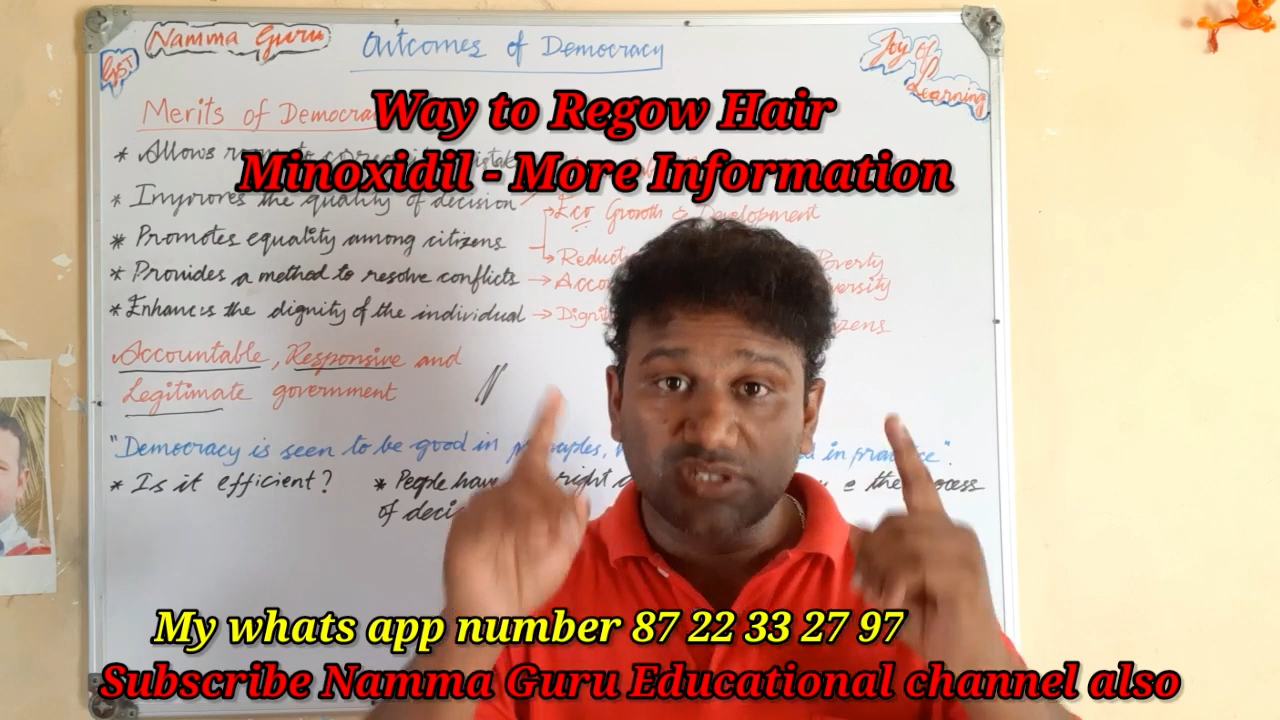 Namma Guru
Outcomes of Democracy
Joy of Learning
Way to Regow Hair
Minoxidil - More Information
Merits of Democra
* Allows room to
* Improves the quality of decision
Eco Growth & Development
* Promotes equality among citizens
Poverty
* Provides a method to resolve conflicts →
* Enhances the dignity of the individual →
Accountable, Responsive and
Legitimate government
"Democracy is seen to be good in in practice".
* Is it efficient?
* People have right the process
of
My whats app number 87 22 33 27 97
Subscribe Namma Guru Educational channel also